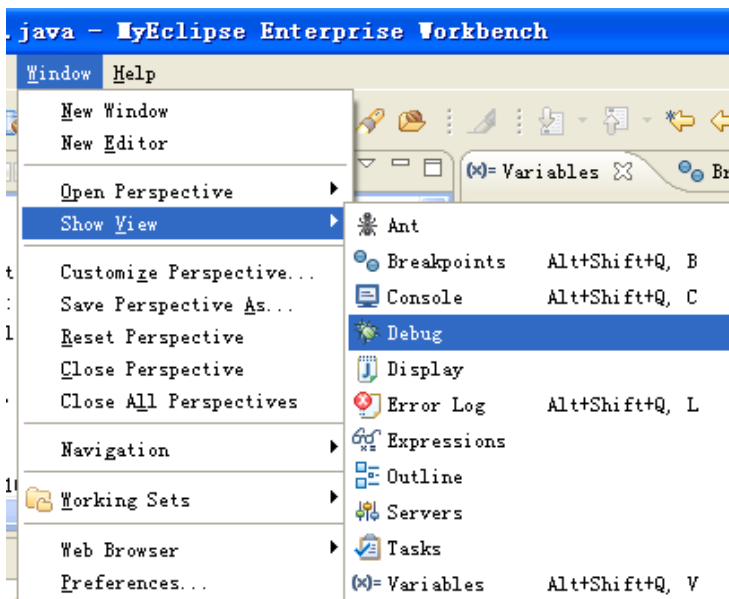 .java - MyEclipse Enterprise Workbench
Window Help
New Window
New Editor
(x)= Variables
Open Perspective
Show View
Ant
Breakpoints Alt+Shift+Q, B
Customize Perspective...
Console Alt+Shift+Q, C
Save Perspective As...
Debug
Reset Perspective
Display
Close Perspective
Error Log Alt+Shift+Q, L
Close All Perspectives
Expressions
Navigation
Outline
Working Sets
Servers
Web Browser
Tasks
Preferences...
(x)= Variables Alt+Shift+Q, V